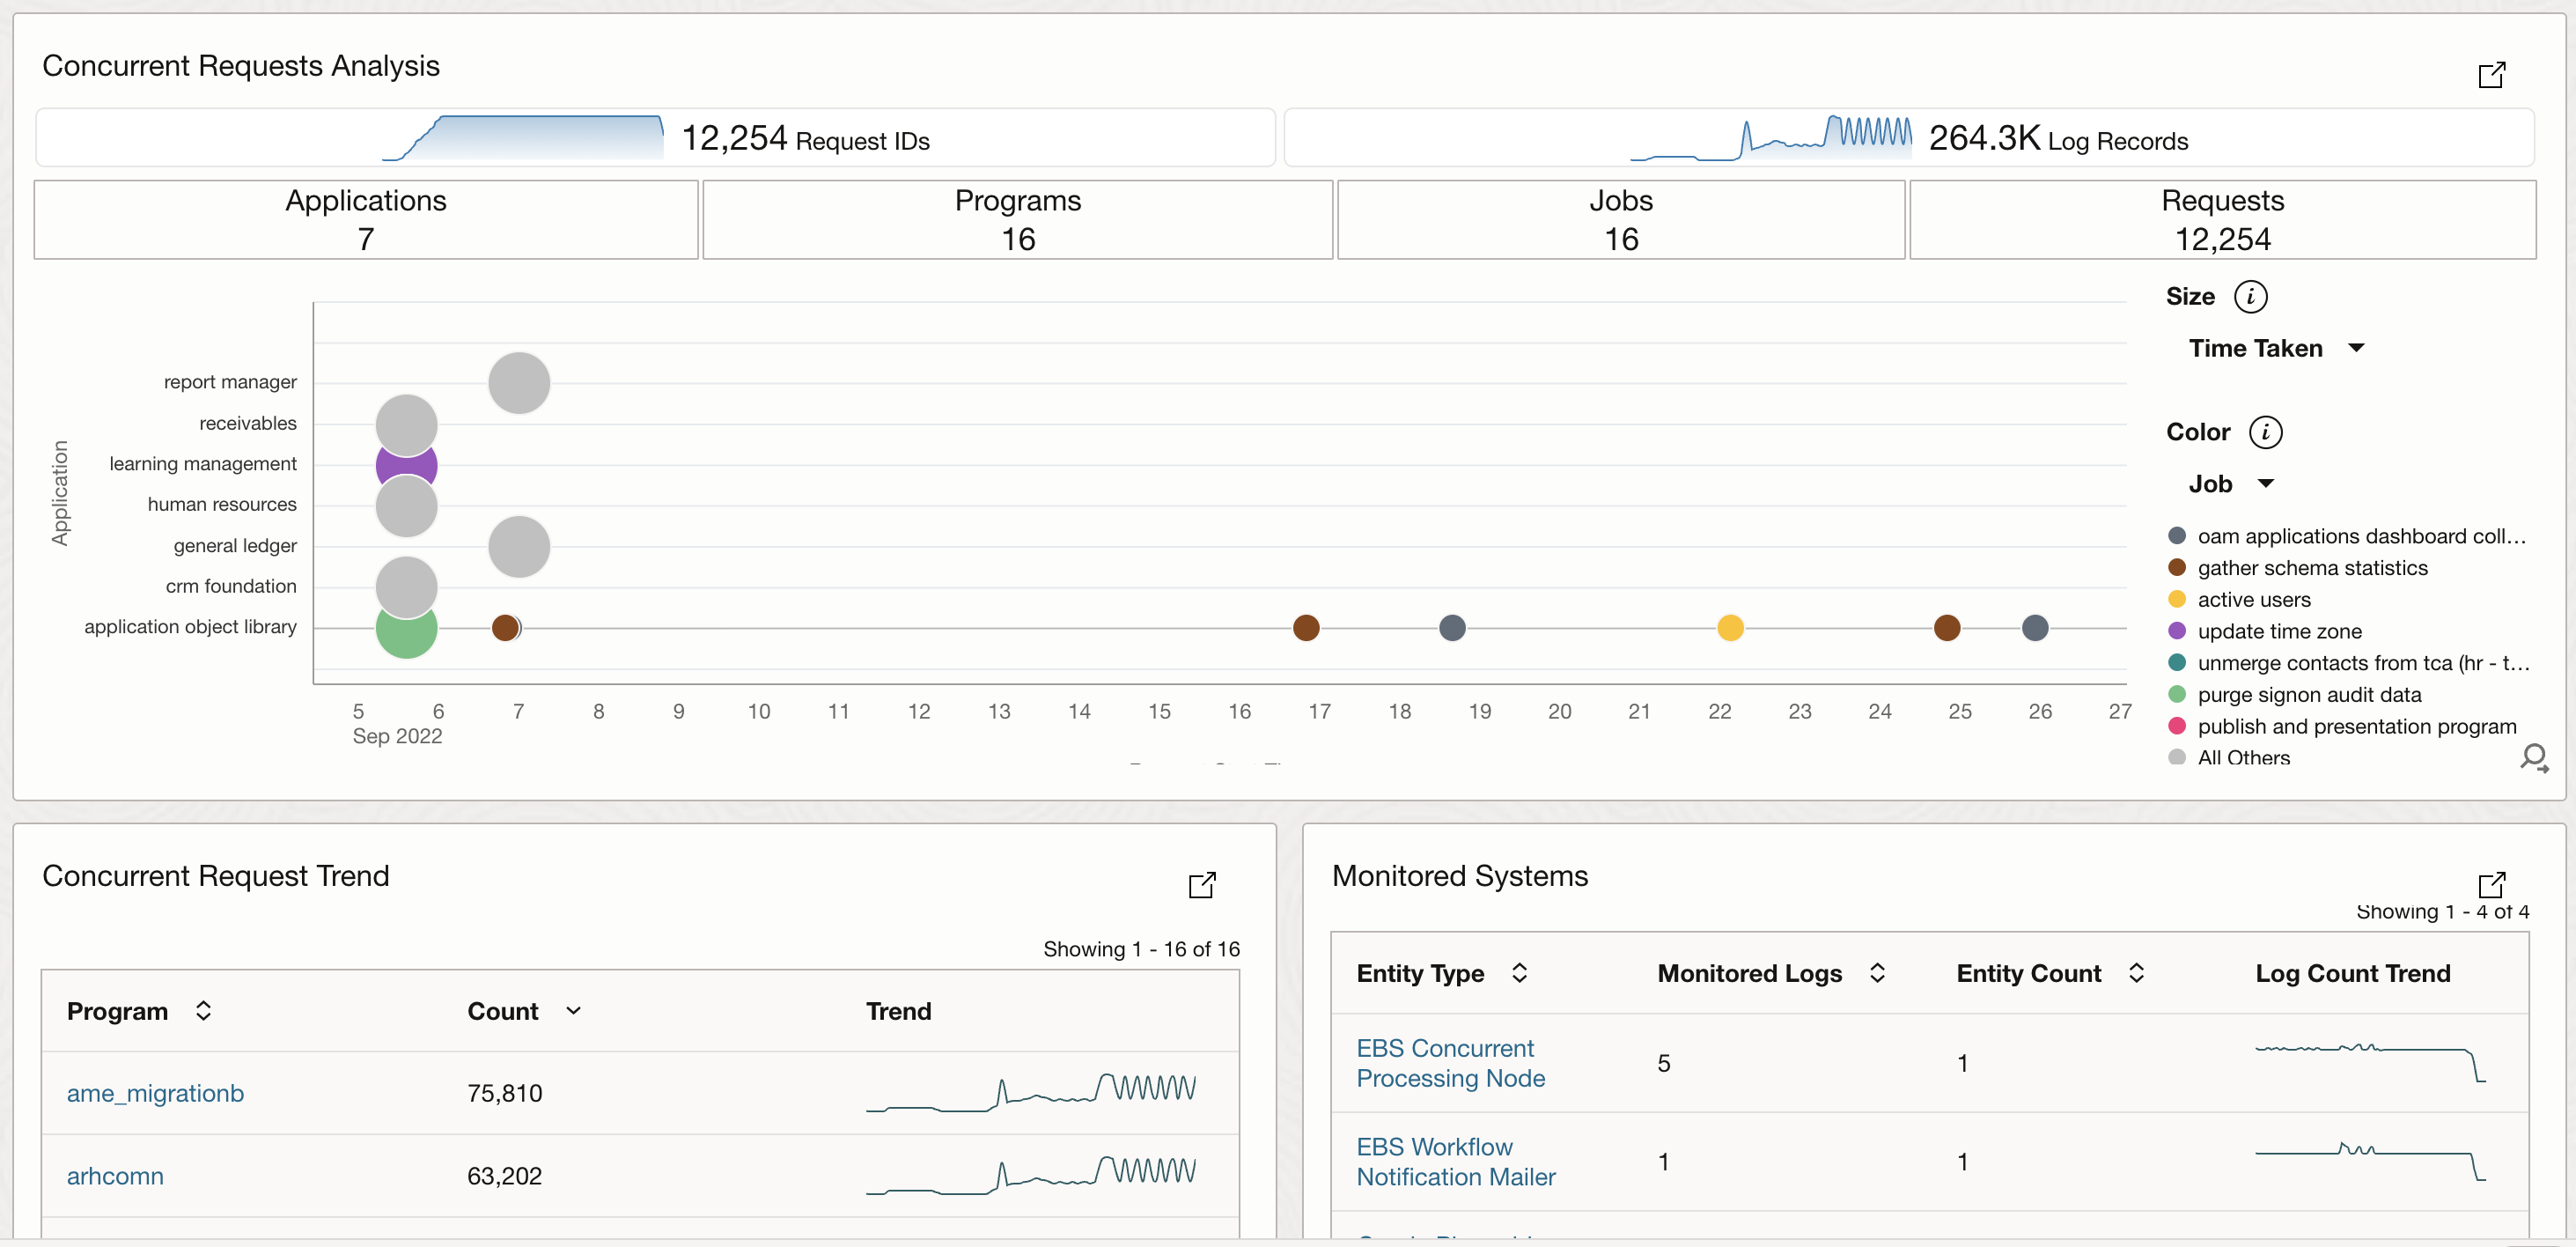 Concurrent Requests Analysis
12,254 Request IDs
264.3K Log Records
Applications
7
Programs
16
Jobs
16
Requests
12,254
Size i
Time Taken
Color i
Job
oam applications dashboard coll...
gather schema statistics
active users
update time zone
unmerge contacts from tca (hr - t...
purge signon audit data
publish and presentation program
All Others
Application
report manager
receivables
learning management
human resources
general ledger
crm foundation
application object library
5 6 7 8 9 10 11 12 13 14 15 16 17 18 19 20 21 22 23 24 25 26 27
Sep 2022
Concurrent Request Trend
Showing 1 - 16 of 16
Program Count Trend
ame_migrationb 75,810
arhcomn 63,202
Monitored Systems
Showing 1 - 4 of 4
Entity Type Monitored Logs Entity Count Log Count Trend
EBS Concurrent
Processing Node 5 1
EBS Workflow
Notification Mailer 1 1